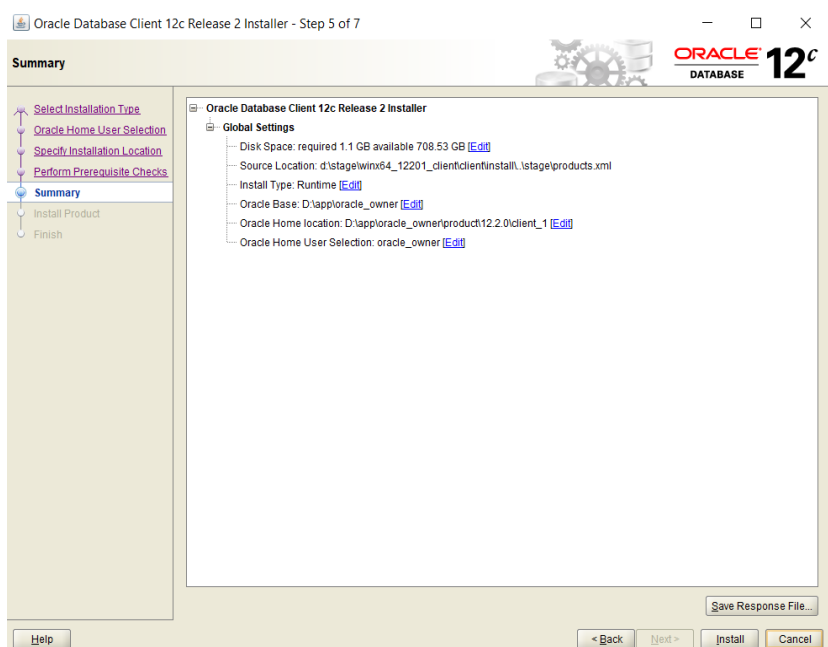 Oracle Database Client 12c Release 2 Installer - Step 5 of 7
Summary
ORACLE
DATABASE
12c
Select Installation Type
Oracle Home User Selection
Specify Installation Location
Perform Prerequisite Checks
Summary
Install Product
Finish
Oracle Database Client 12c Release 2 Installer
Global Settings
Disk Space: required 1.1 GB available 708.53 GB [Edit]
Source Location: d:\stage\winx64_12201_client\client\install\..\stage\products.xml
Install Type: Runtime [Edit]
Oracle Base: D:\app\oracle_owner [Edit]
Oracle Home location: D:\app\oracle_owner\product\12.2.0\client_1 [Edit]
Oracle Home User Selection: oracle_owner [Edit]
Save Response File...
Help
< Back
Next >
Install
Cancel